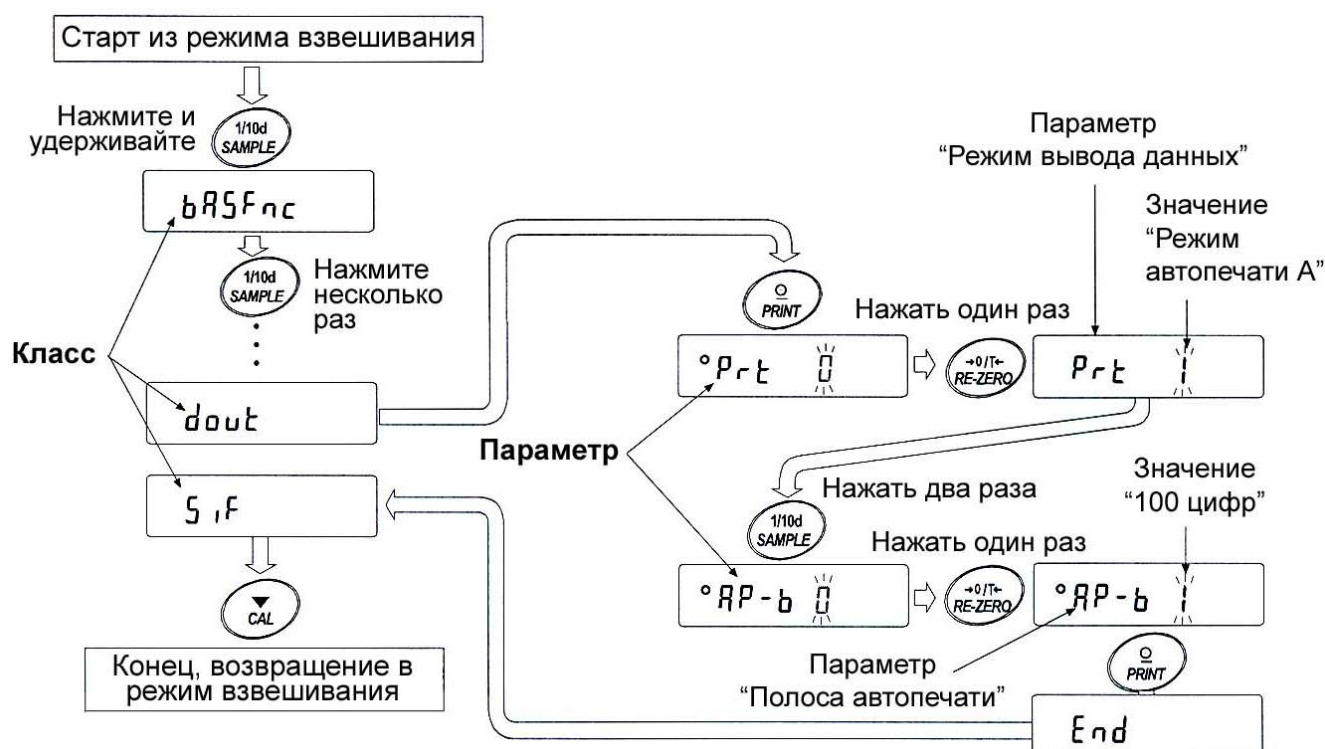 Старт из режима взвешивания
Нажмите и
удерживайте
1/10d
SAMPLE
bASFnc
1/10d
SAMPLE
Нажмите
несколько
раз
Класс
dout
PRINT
°Prt 0
Нажать один раз
→0/T←
RE-ZERO
Параметр
“Режим вывода данных”
Значение
“Режим
автопечати А”
Prt 1
Параметр
Нажать два раза
1/10d
SAMPLE
°AP-b 0
Нажать один раз
→0/T←
RE-ZERO
Значение
“100 цифр”
°AP-b 1
Параметр
“Полоса автопечати”
PRINT
End
S iF
CAL
Конец, возвращение в
режим взвешивания